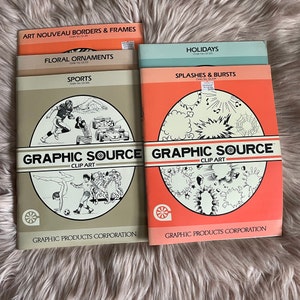 ART NOUVEAU BORDERS & FRAMES
FLORAL ORNAMENTS
SPORTS
GRAPHIC SOURCE
CLIP ART
GRAPHIC PRODUCTS CORPORATION
HOLIDAYS
SPLASHES & BURSTS
GRAPHIC SOURCE
CLIP ART
GRAPHIC PRODUCTS CORPORATION